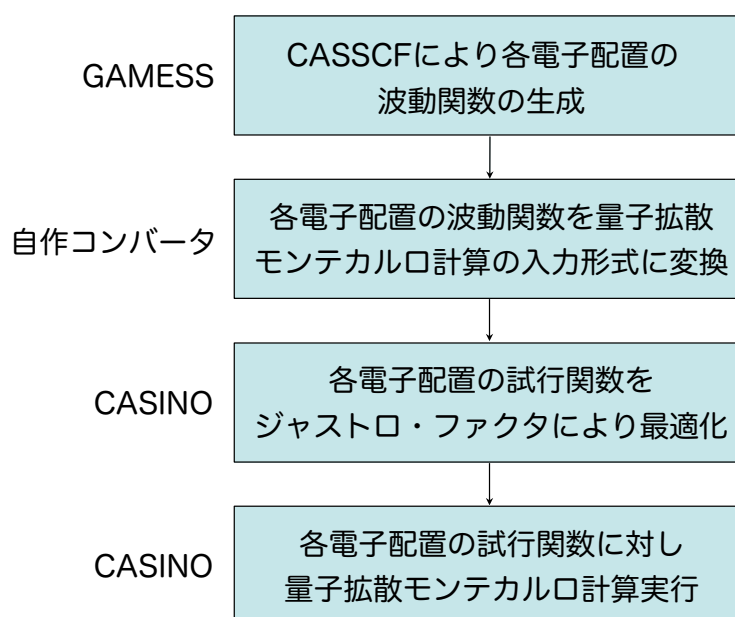 GAMESS
CASSCFにより各電子配置の
波動関数の生成
自作コンバータ
各電子配置の波動関数を量子拡散
モンテカルロ計算の入力形式に変換
CASINO
各電子配置の試行関数を
ジャストロ・ファクタにより最適化
CASINO
各電子配置の試行関数に対し
量子拡散モンテカルロ計算実行